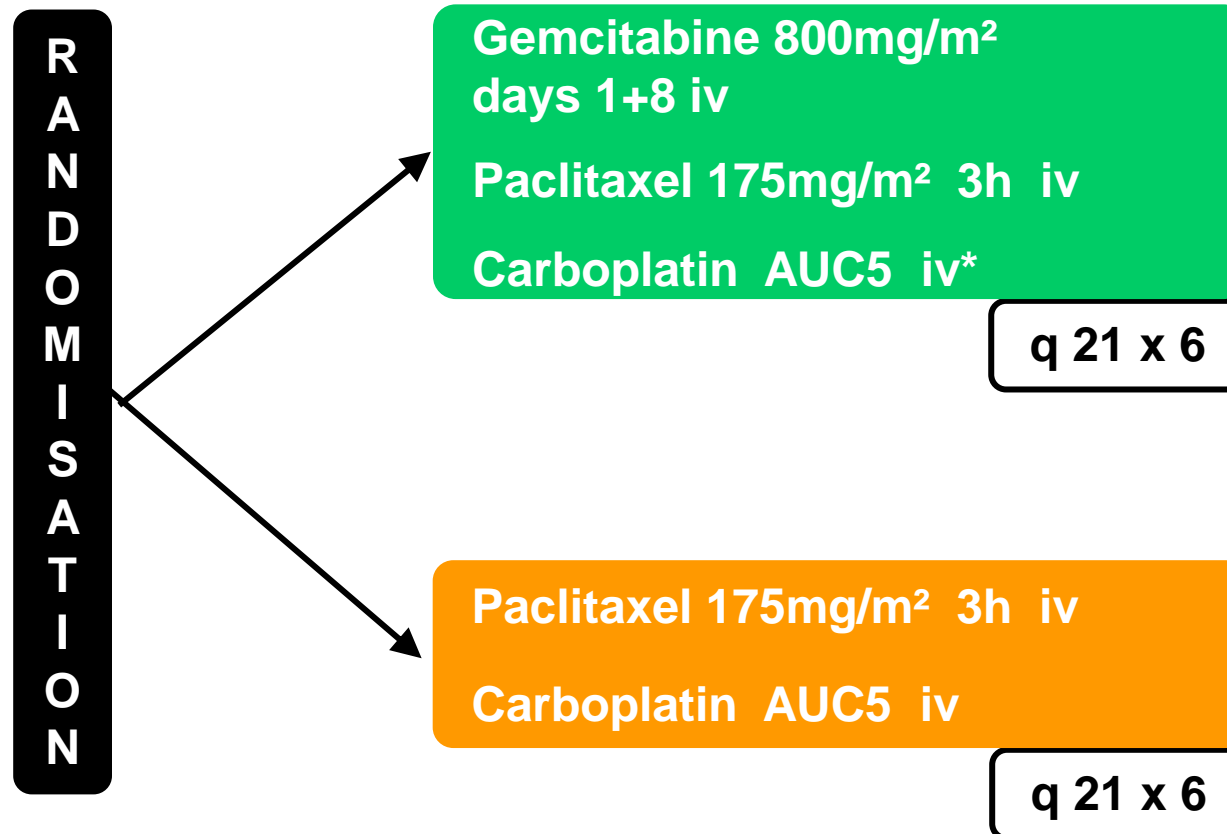 RANDOMISATION
Gemcitabine 800mg/m²
days 1+8 iv
Paclitaxel 175mg/m² 3h iv
Carboplatin AUC5 iv*
q 21 x 6
Paclitaxel 175mg/m² 3h iv
Carboplatin AUC5 iv
q 21 x 6